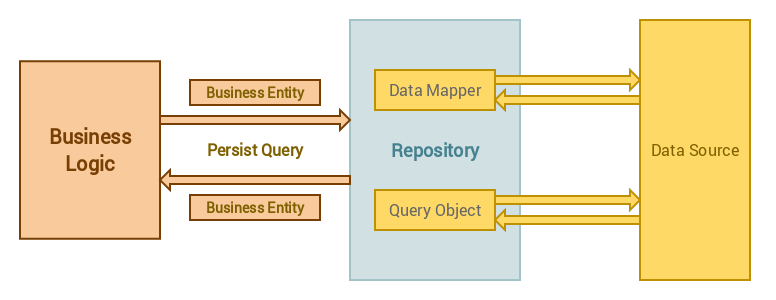 Business
Logic
Business Entity
Persist Query
Business Entity
Data Mapper
Repository
Query Object
Data Source